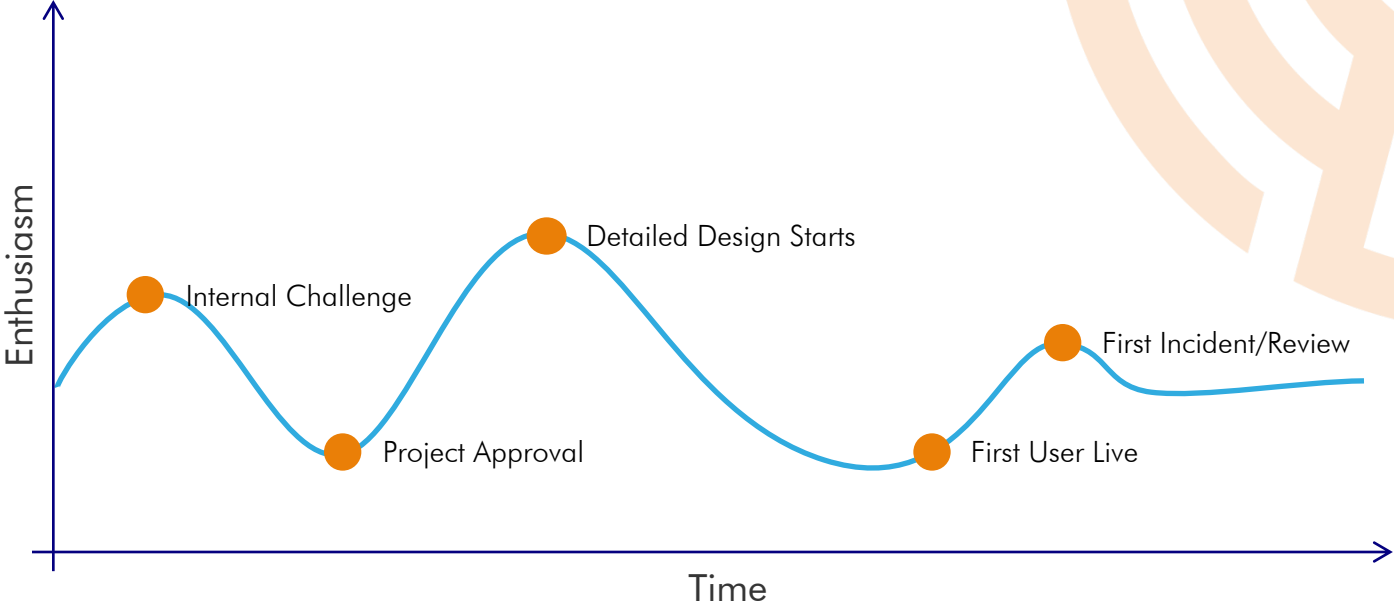 Enthusiasm
Detailed Design Starts
Internal Challenge
First Incident/Review
Project Approval
First User Live
Time